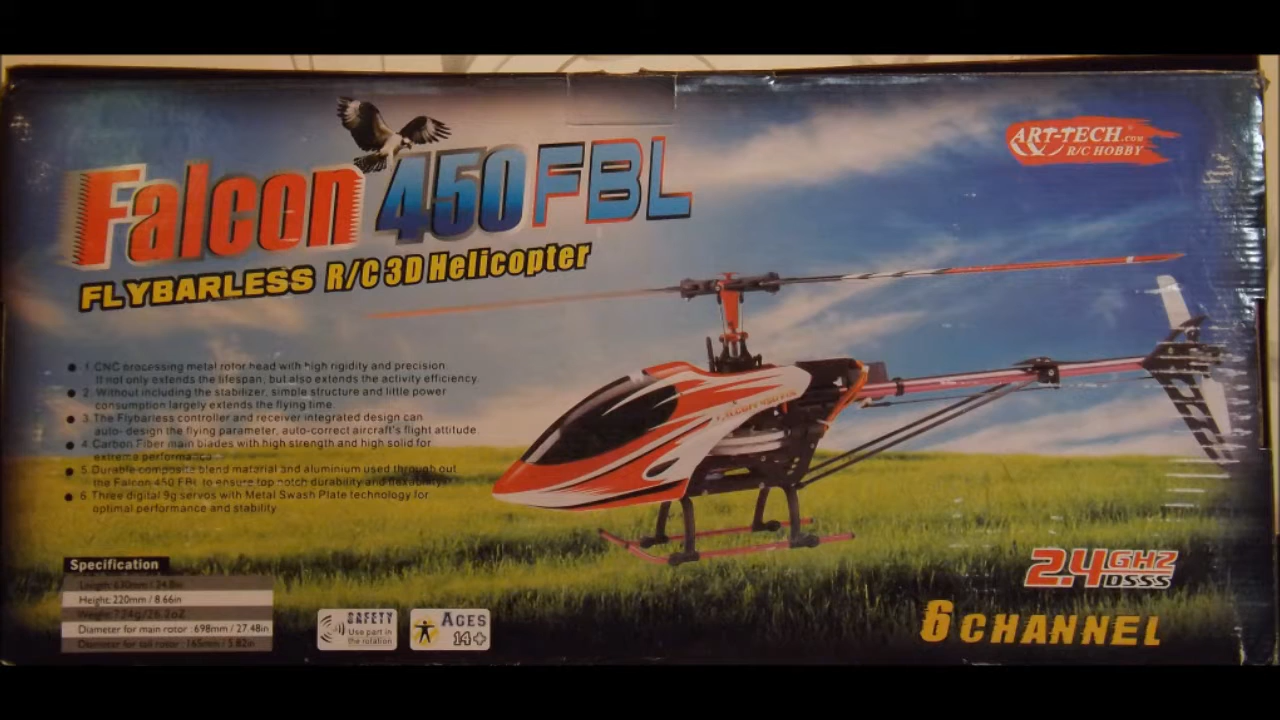 Falcon 450 FBL
FLYBARLESS R/C 3D Helicopter
ART-TECH.COM®
R/C HOBBY
1. CNC processing metal rotor head with high rigidity and precision.
It not only extends the lifespan, but also extends the activity efficiency.
2. Without including the stabilizer, simple structure and little power
consumption largely extends the flying time.
3. The Flybarless controller and receiver integrated design can
auto- design the flying parameter, auto-correct aircraft's flight attitude.
4. Carbon Fiber main blades with high strength and high solid for
extreme performance.
5. Durable composite blend material and aluminium used through out
the Falcon 450 FBL to ensure top notch durability and flexability.
6. Three digital 9g servos with Metal Swash Plate technology for
optimal performance and stability
Specification
Height: 220mm / 8.66in
Diameter for main rotor : 698mm / 27.48in
Diameter for tail rotor : 
SAFETY
Use part in
the rotation
AGES
14+
2.4GHZ
DSSS
6 CHANNEL